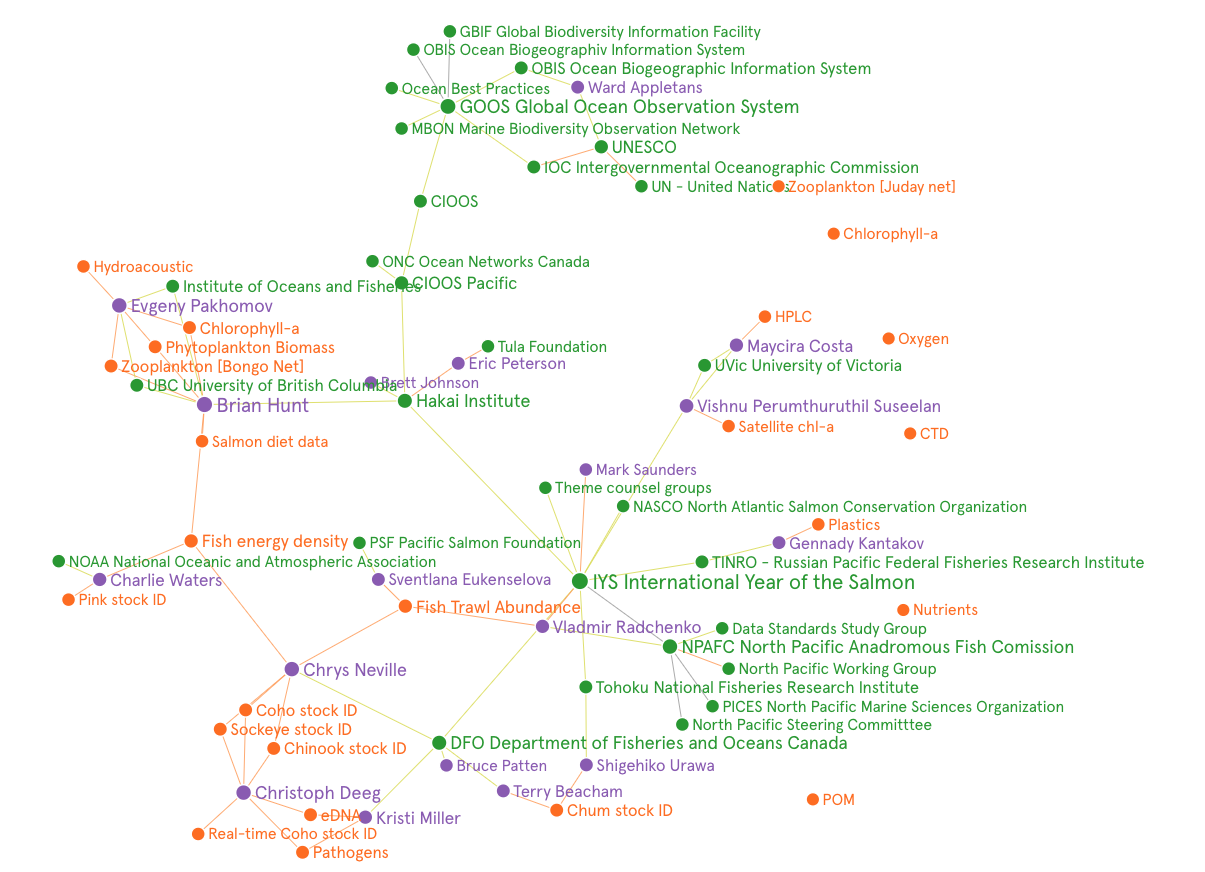 GBIF Global Biodiversity Information Facility
OBIS Ocean Biogeographiv Information System
OBIS Ocean Biogeographic Information System
Ocean Best Practices
Ward Appletans
GOOS Global Ocean Observation System
MBON Marine Biodiversity Observation Network
UNESCO
IOC Intergovernmental Oceanographic Commission
UN - United Nations
Zooplankton [Juday net]
CIOOS
Chlorophyll-a
ONC Ocean Networks Canada
Hydroacoustic
CIOOS Pacific
Institute of Oceans and Fisheries
Evgeny Pakhomov
HPLC
Chlorophyll-a
Oxygen
Phytoplankton Biomass
Tula Foundation
Maycira Costa
Zooplankton [Bongo Net]
Eric Peterson
UVic University of Victoria
UBC University of British Columbia
Brett Johnson
Brian Hunt
Hakai Institute
Vishnu Perumthuruthil Suseelan
Satellite chl-a
CTD
Salmon diet data
Mark Saunders
Theme counsel groups
NASCO North Atlantic Salmon Conservation Organization
Plastics
Fish energy density
PSF Pacific Salmon Foundation
Gennady Kantakov
NOAA National Oceanic and Atmospheric Association
TINRO - Russian Pacific Federal Fisheries Research Institute
Charlie Waters
Sventlana Eukenselova
IYS International Year of the Salmon
Pink stock ID
Fish Trawl Abundance
Nutrients
Vladmir Radchenko
Data Standards Study Group
NPAFC North Pacific Anadromous Fish Comission
Chrys Neville
North Pacific Working Group
Tohoku National Fisheries Research Institute
PICES North Pacific Marine Sciences Organization
Coho stock ID
North Pacific Steering Committtee
Sockeye stock ID
Chinook stock ID
DFO Department of Fisheries and Oceans Canada
Bruce Patten
Shigehiko Urawa
Christoph Deeg
Terry Beacham
POM
Chum stock ID
eDNA
Kristi Miller
Real-time Coho stock ID
Pathogens